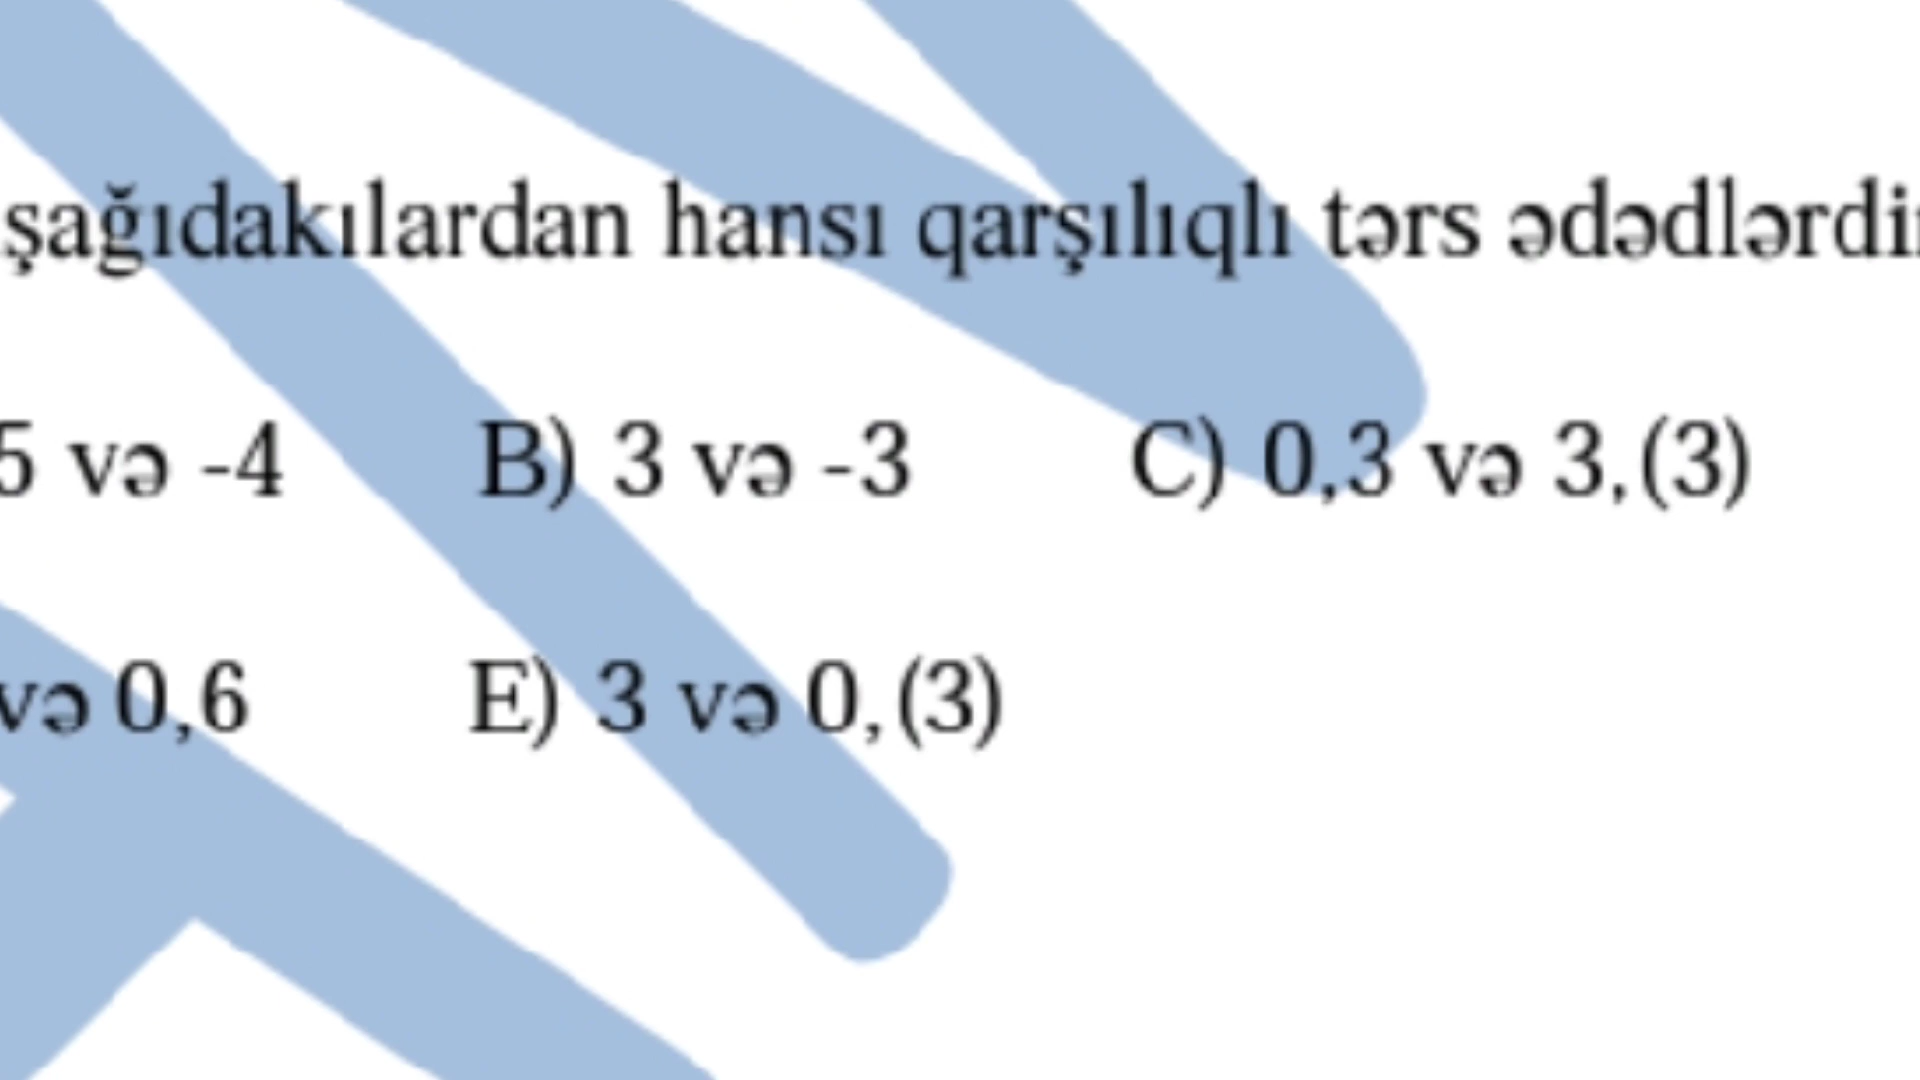 şağıdakılardan hansı qarşılıqlı tərs ədədlərdi
5 və -4 B) 3 və -3 C) 0,3 və 3,(3)
və 0,6 E) 3 və 0,(3)